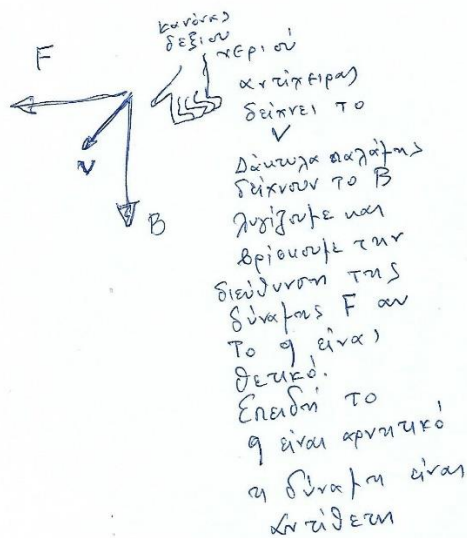 κανόνας
δεξιού
χεριού
F
αντίχειρας
δείχνει το
v
v
Δάκτυλα παλάμης
δείχνουν το B
B
λυγίζουμε και
βρίσκουμε την
διεύθυνση της
δύναμης F αν
το q είναι
θετικό.
Επειδή το
q είναι αρνητικό
η δύναμη είναι
αντίθετη